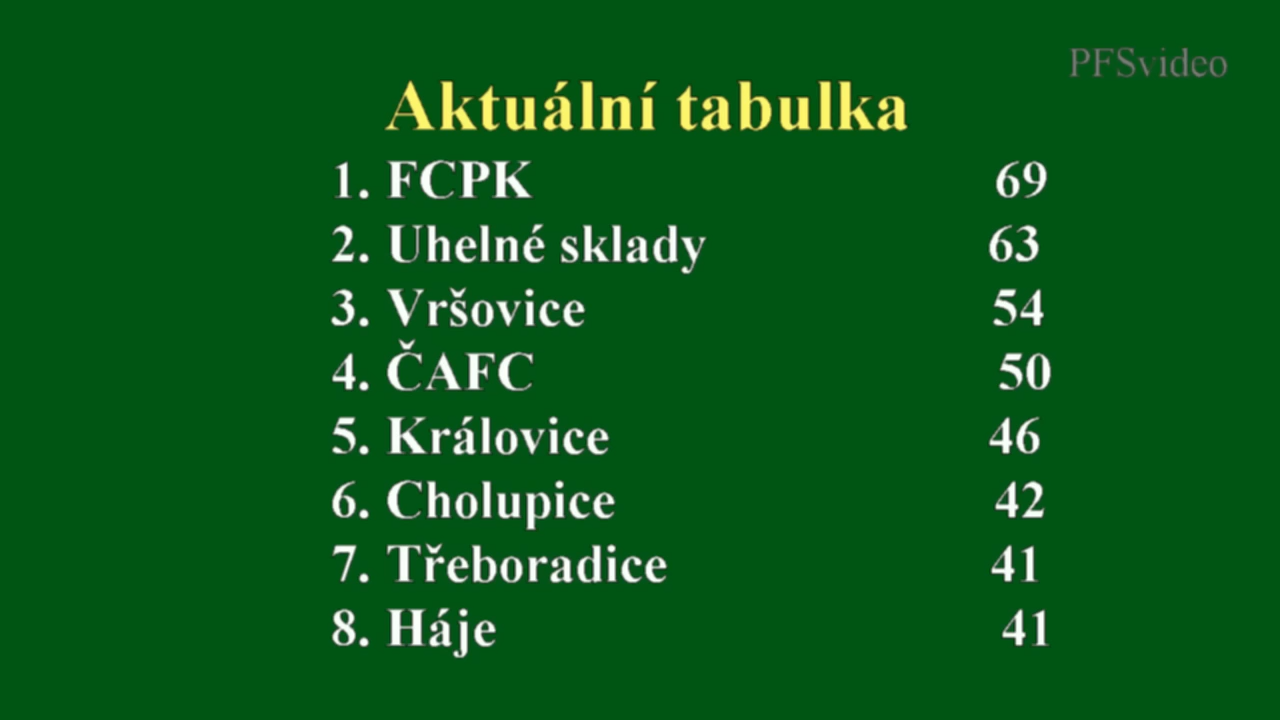 PFSvideo
Aktuální tabulka
1. FCPK 69
2. Uhelné sklady 63
3. Vršovice 54
4. ČAFC 50
5. Královice 46
6. Cholupice 42
7. Třeboradice 41
8. Háje 41